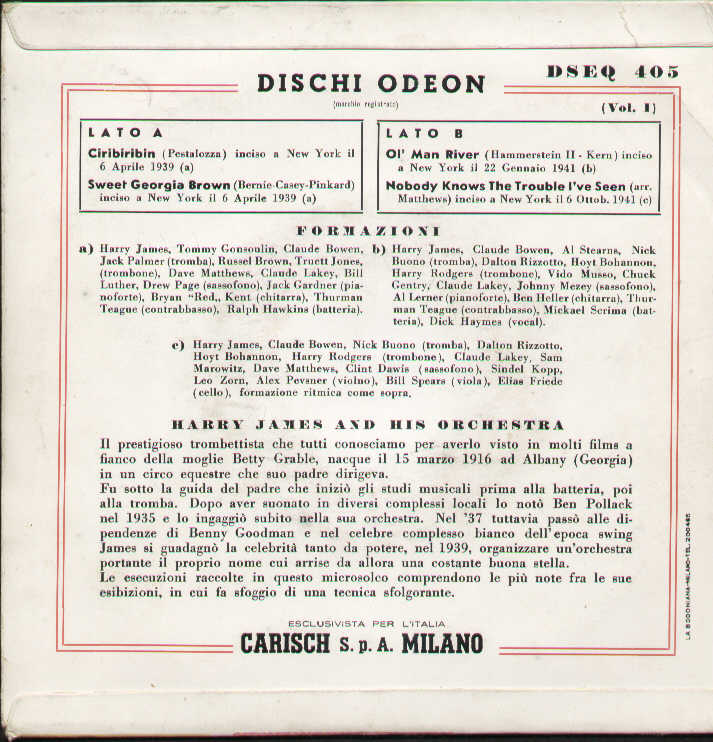 DISCHI ODEON
DSEQ 405
(marchio registrato)
(Vol. 1)
LATO A
Ciribiribin (Pestalozza) inciso a New York il
6 Aprile 1939 (a)
Sweet Georgia Brown (Bernie-Casey-Pinkard)
inciso a New York il 6 Aprile 1939 (a)
LATO B
Ol' Man River (Hammerstein II - Kern) inciso
a New York il 22 Gennaio 1941 (b)
Nobody Knows The Trouble I've Seen (arr.
Matthews) inciso a New York il 6 Ottob. 1941 (c)
FORMAZIONI
a) Harry James, Tommy Gonsoulin, Claude Bowen,
Jack Palmer (tromba), Russel Brown, Truett Jones,
(trombone), Dave Matthews, Claude Lakey, Bill
Luther, Drew Page (sassofono), Jack Gardner (pia-
noforte), Bryan "Red,, Kent (chitarra), Thurman
Teague (contrabbasso), Ralph Hawkins (batteria).
b) Harry James, Claude Bowen, Al Stearns, Nick
Buono (tromba), Dalton Rizzotto, Hoyt Bohannon,
Harry Rodgers (trombone), Vido Musso, Chuck
Gentry, Claude Lakey, Johnny Mezey (sassofono),
Al Lerner (pianoforte), Ben Heller (chitarra), Thur-
man Teague (contrabbasso), Mickael Scrima (bat-
teria), Dick Haymes (vocal).
c) Harry James, Claude Bowen, Nick Buono (tromba), Dalton Rizzotto,
Hoyt Bohannon, Harry Rodgers (trombone), Claude Lakey, Sam
Marowitz, Dave Matthews, Clint Dawis (sassofono), Sindel Kopp,
Leo Zorn, Alex Pevsner (violno), Bill Spears (viola), Elias Friede
(cello), formazione ritmica come sopra.
HARRY JAMES AND HIS ORCHESTRA
Il prestigioso trombettista che tutti conosciamo per averlo visto in molti films a
fianco della moglie Betty Grable, nacque il 15 marzo 1916 ad Albany (Georgia)
in un circo equestre che suo padre dirigeva.
Fu sotto la guida del padre che iniziò gli studi musicali prima alla batteria, poi
alla tromba. Dopo aver suonato in diversi complessi locali lo notò Ben Pollack
nel 1935 e lo ingaggiò subito nella sua orchestra. Nel '37 tuttavia passò alle di-
pendenze di Benny Goodman e nel celebre complesso bianco dell'epoca swing
James si guadagnò la celebrità tanto da potere, nel 1939, organizzare un'orchestra
portante il proprio nome cui arrise da allora una costante buona stella.
Le esecuzioni raccolte in questo microsolco comprendono le più note fra le sue
esibizioni, in cui fa sfoggio di una tecnica sfolgorante.
ESCLUSIVISTA PER L'ITALIA
CARISCH S.p.A. MILANO
LA BODONIANA-MILANO-TEL. 200485